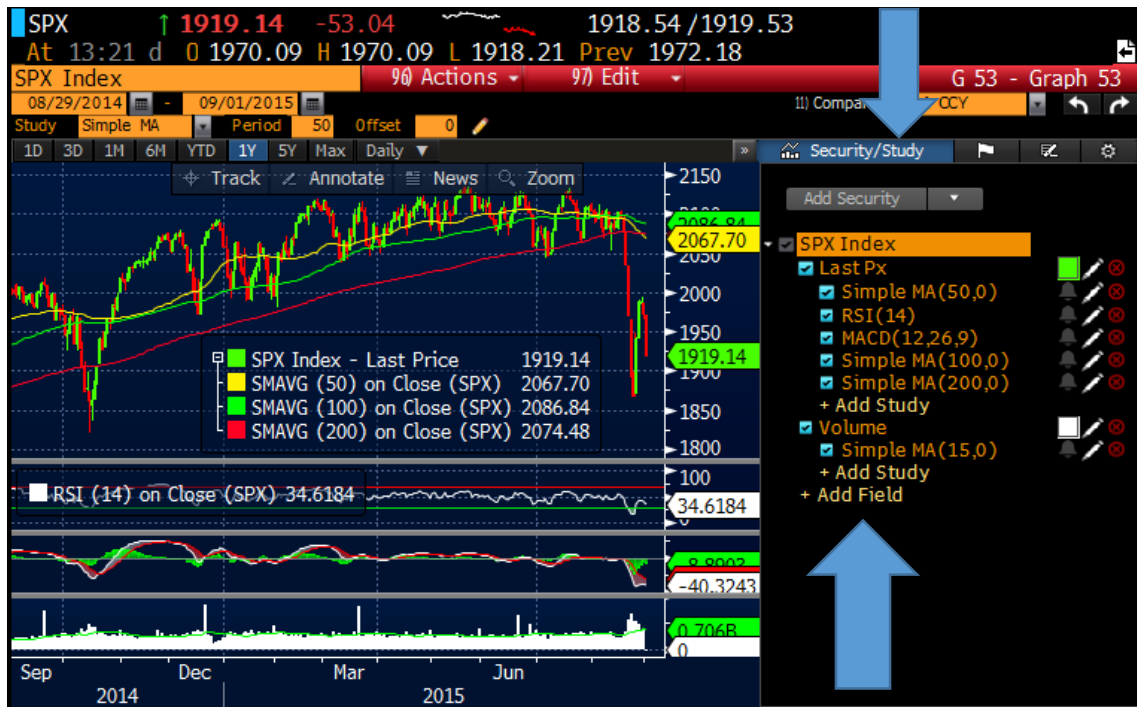 SPX ↑ 1919.14 -53.04 1918.54/1919.53
At 13:21 d O 1970.09 H 1970.09 L 1918.21 Prev 1972.18
SPX Index 96) Actions 97) Edit G 53 - Graph 53
08/29/2014 - 09/01/2015 11) Compa CCY
Study Simple MA Period 50 Offset 0
1D 3D 1M 6M YTD 1Y 5Y Max Daily ▼ » Security/Study
Track Annotate News Zoom
Add Security
SPX Index
Last Px
Simple MA(50,0)
RSI(14)
MACD(12,26,9)
Simple MA(100,0)
Simple MA(200,0)
+ Add Study
Volume
Simple MA(15,0)
+ Add Study
+ Add Field
2150
2086.84
2067.70
2050
2000
1950
1919.14
1900
1850
1800
SPX Index - Last Price 1919.14
SMAVG (50) on Close (SPX) 2067.70
SMAVG (100) on Close (SPX) 2086.84
SMAVG (200) on Close (SPX) 2074.48
100
RSI (14) on Close (SPX) 34.6184
34.6184
0
-40.3243
0.706B
0
Sep Dec Mar Jun
2014 2015